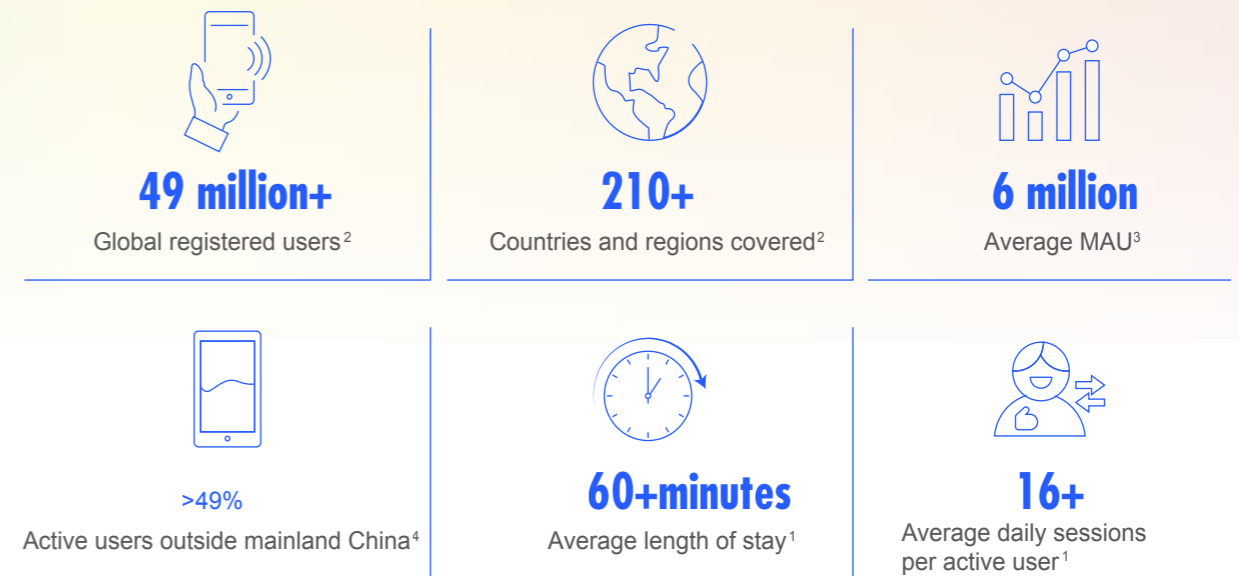 49 million+
Global registered users²
210+
Countries and regions covered²
6 million
Average MAU³
>49%
Active users outside mainland China⁴
60+minutes
Average length of stay¹
16+
Average daily sessions
per active user¹